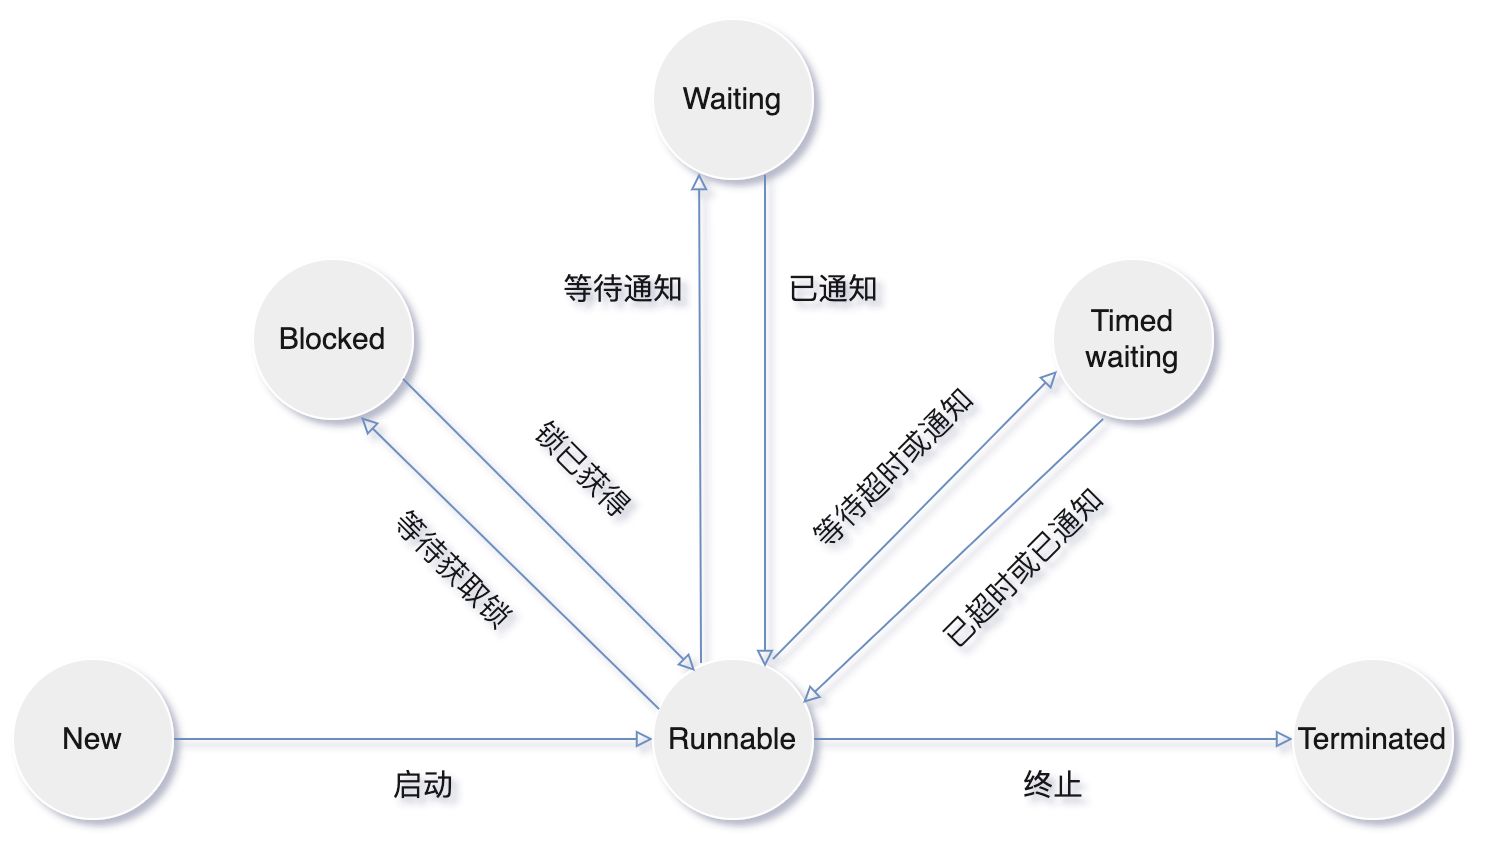 Waiting
等待通知
已通知
Blocked
Timed
waiting
锁已获得
等待获取锁
等待超时或通知
已超时或已通知
New
Runnable
Terminated
启动
终止